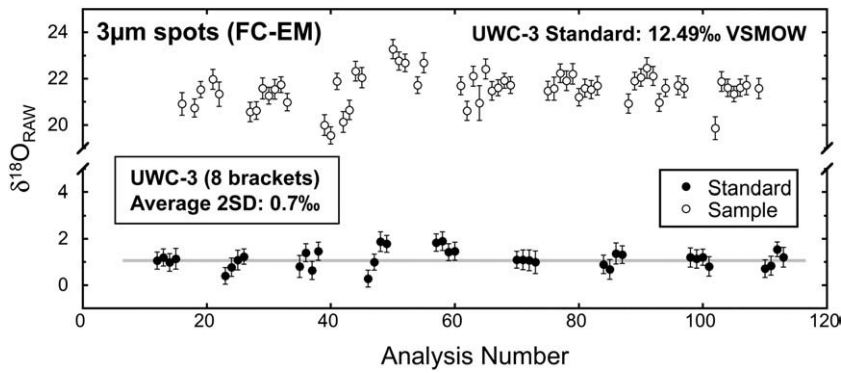 3μm spots (FC-EM)
UWC-3 Standard: 12.49‰ VSMOW
24
22
20
δ18ORAW
4
2
0
UWC-3 (8 brackets)
Average 2SD: 0.7‰
Standard
Sample
0 20 40 60 80 100 120
Analysis Number